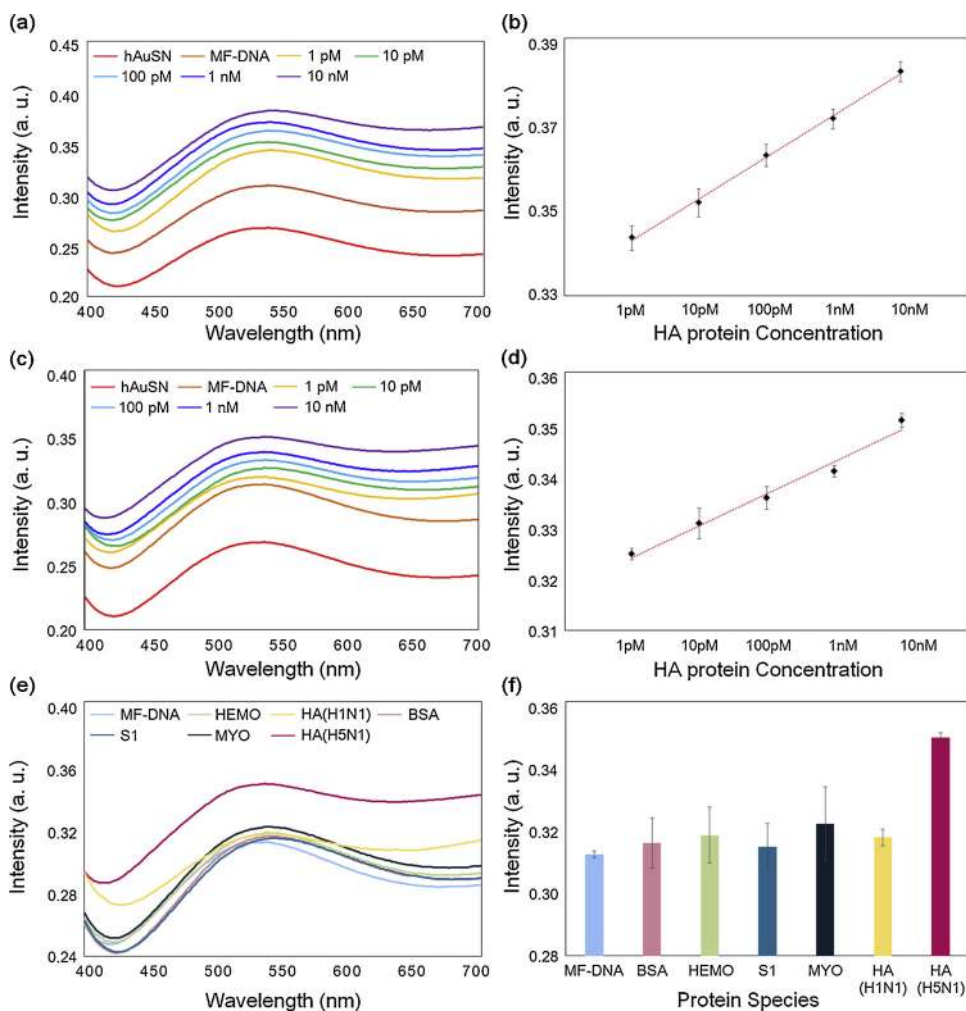 (a)
0.45
0.40
0.35
0.30
0.25
0.20
Intensity (a. u.)
hAuSN MF-DNA 1 pM 10 pM
100 pM 1 nM 10 nM
400 450 500 550 600 650 700
Wavelength (nm)
(b)
0.39
0.37
0.35
0.33
Intensity (a. u.)
1pM 10pM 100pM 1nM 10nM
HA protein Concentration
(c)
0.40
0.35
0.30
0.25
0.20
Intensity (a. u.)
hAuSN MF-DNA 1 pM 10 pM
100 pM 1 nM 10 nM
400 450 500 550 600 650 700
Wavelength (nm)
(d)
0.36
0.35
0.34
0.33
0.32
0.31
Intensity (a. u.)
1pM 10pM 100pM 1nM 10nM
HA protein Concentration
(e)
0.40
0.36
0.32
0.28
0.24
Intensity (a. u.)
MF-DNA HEMO HA(H1N1) BSA
S1 MYO HA(H5N1)
400 450 500 550 600 650 700
Wavelength (nm)
(f)
0.36
0.34
0.32
0.30
0.28
Intensity (a. u.)
MF-DNA BSA HEMO S1 MYO HA HA
(H1N1) (H5N1)
Protein Species